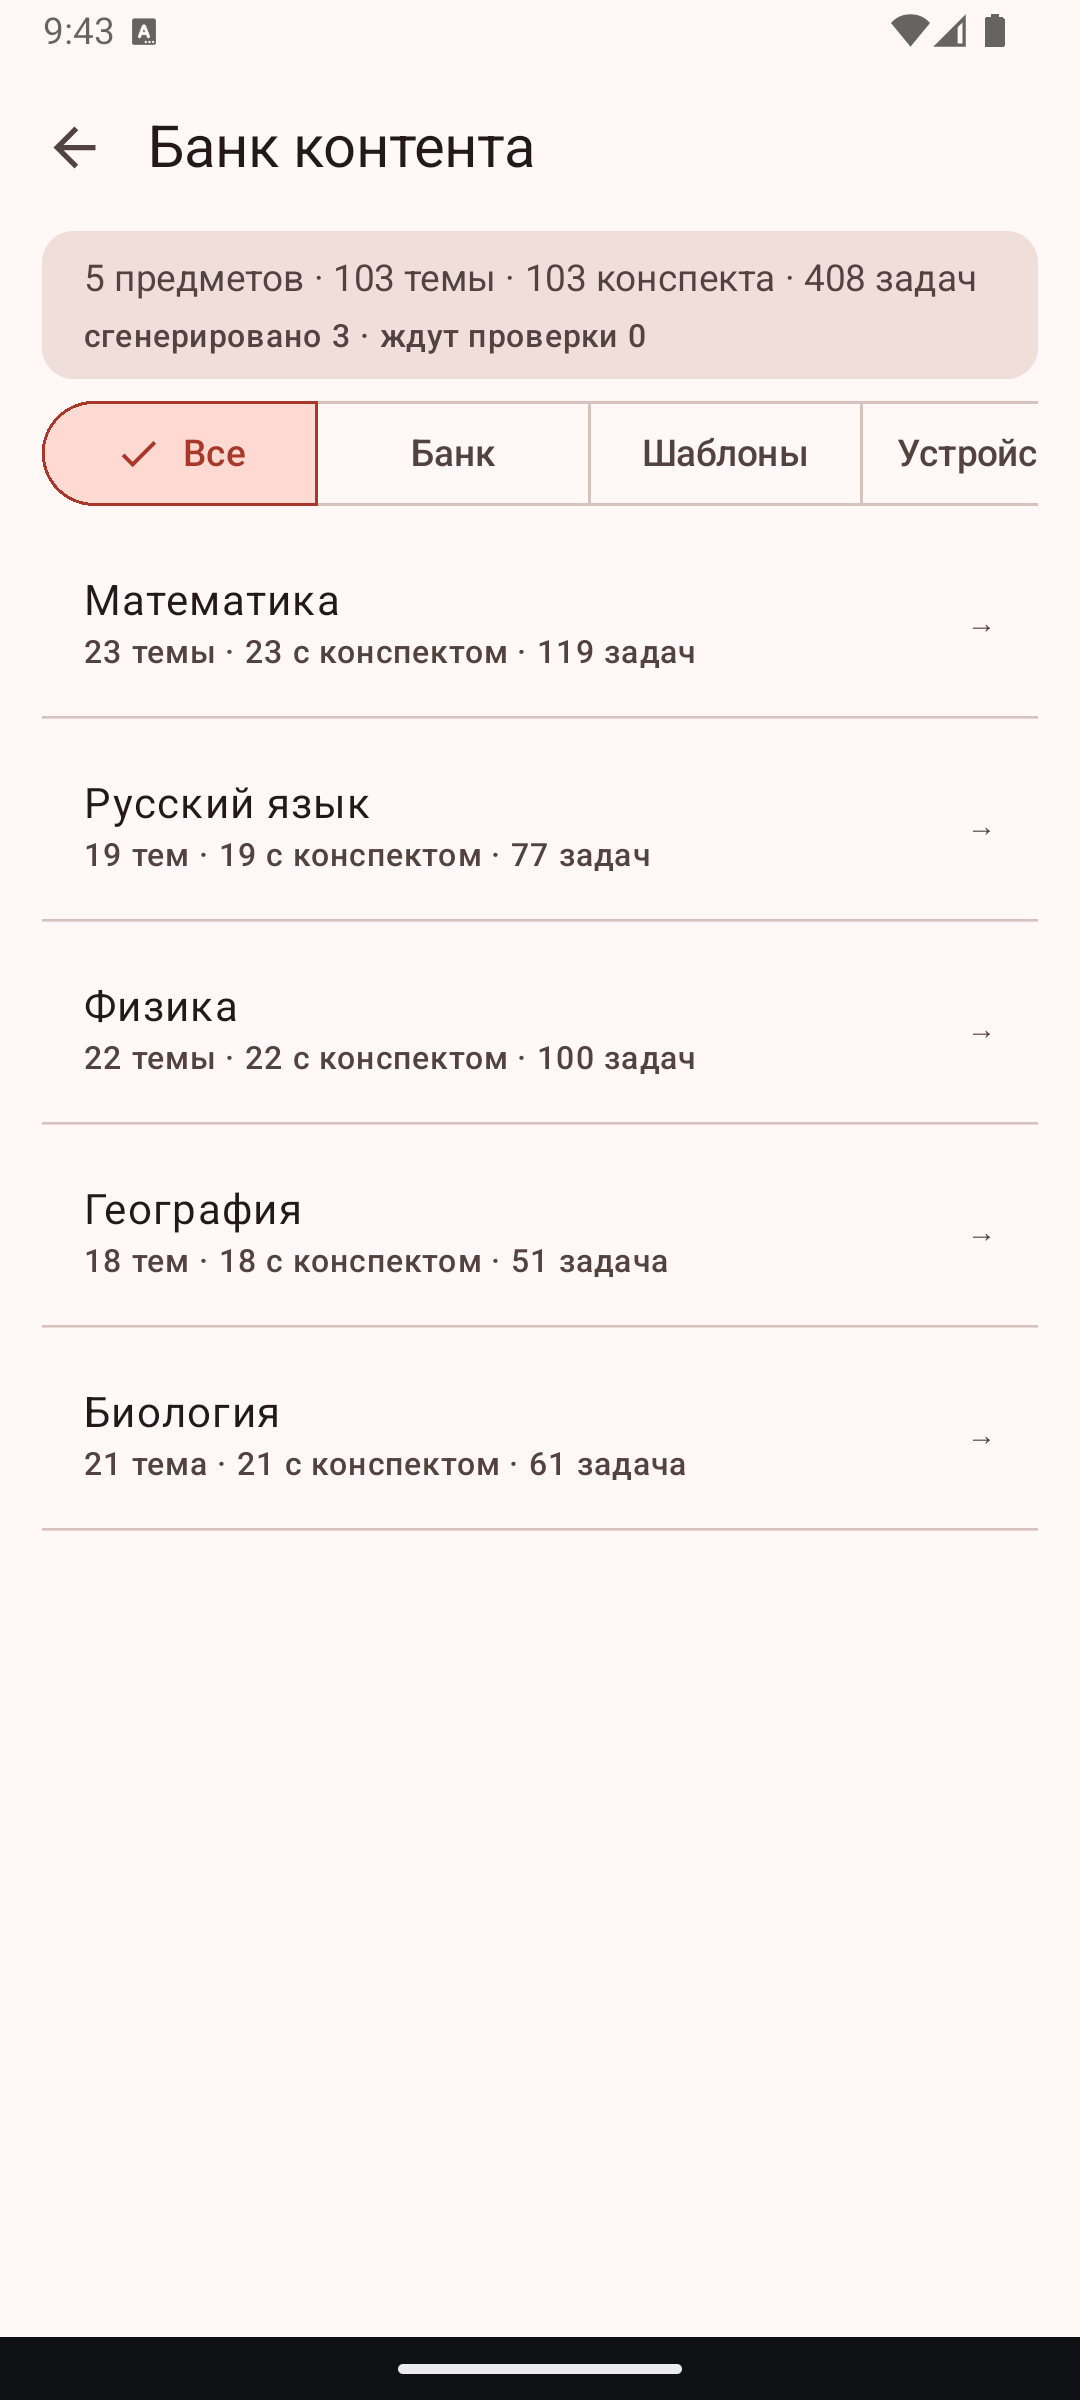 9:43
Банк контента
5 предметов · 103 темы · 103 конспекта · 408 задач
сгенерировано 3 · ждут проверки 0
Все
Банк
Шаблоны
Устройс
Математика
23 темы · 23 с конспектом · 119 задач
→
Русский язык
19 тем · 19 с конспектом · 77 задач
→
Физика
22 темы · 22 с конспектом · 100 задач
→
География
18 тем · 18 с конспектом · 51 задача
→
Биология
21 тема · 21 с конспектом · 61 задача
→